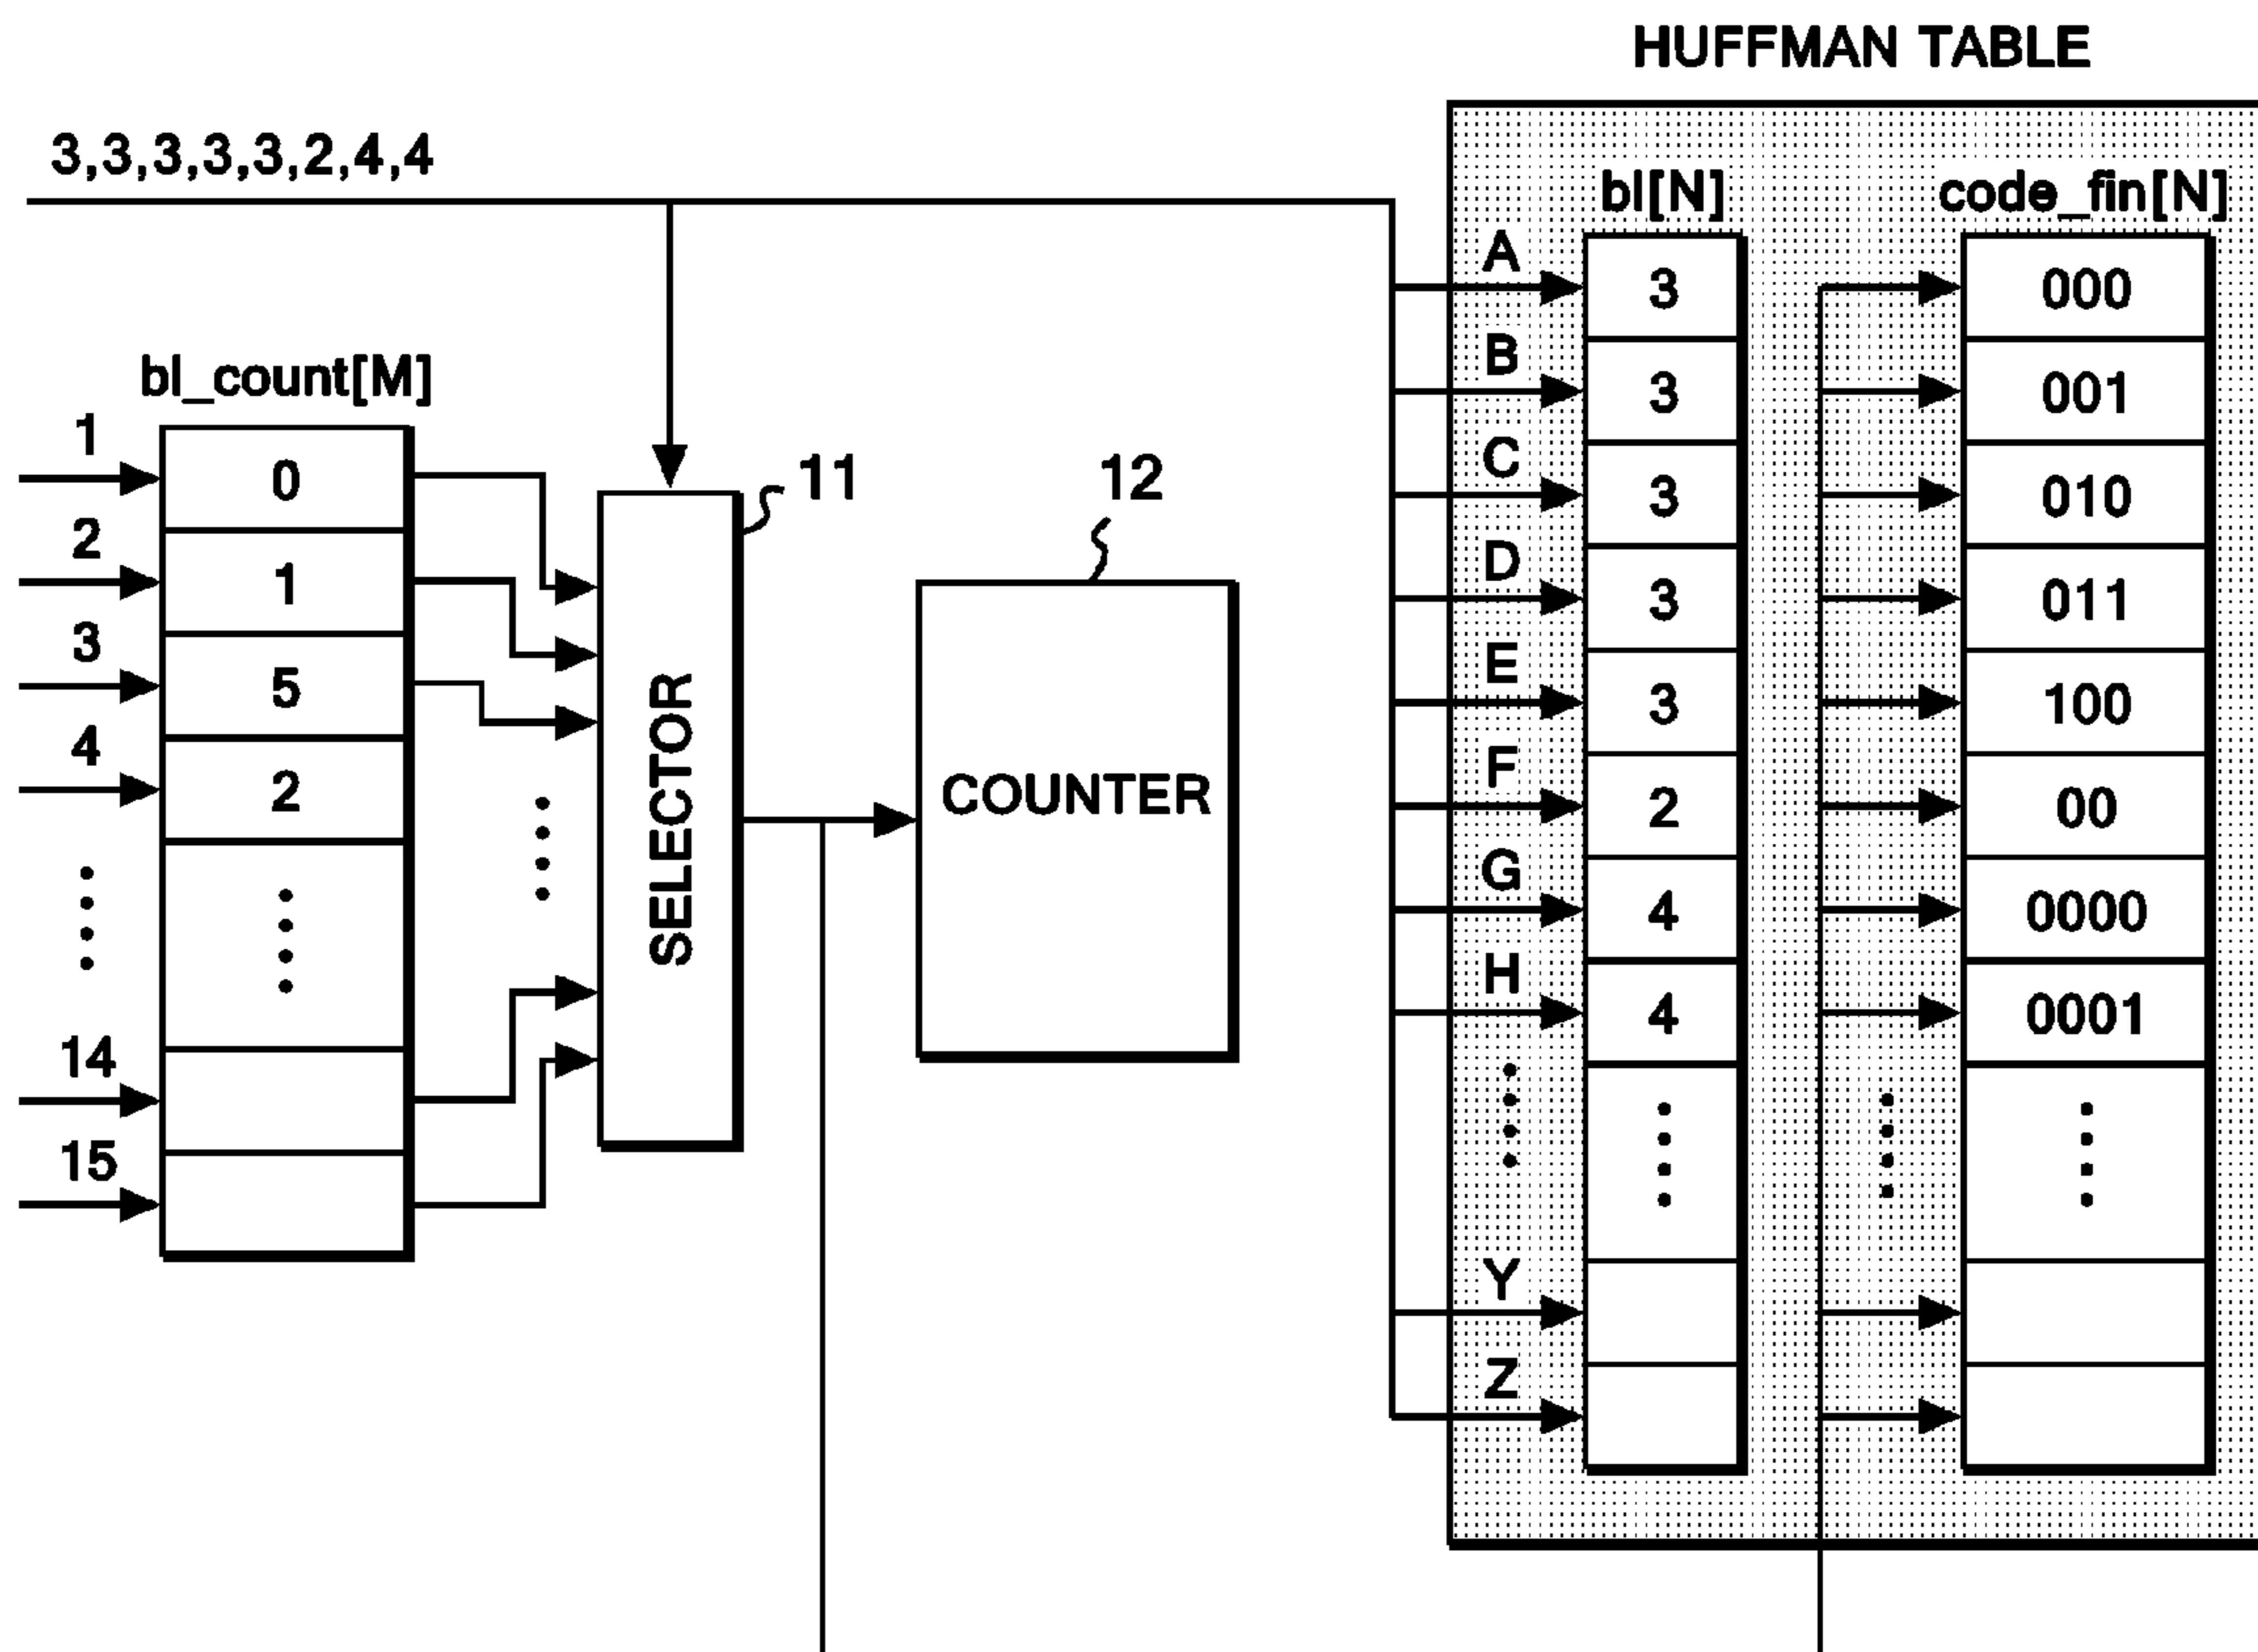 HUFFMAN TABLE
3,3,3,3,3,2,4,4
bl_count[M]
1 0
2 1
3 5
4 2
14
15
SELECTOR
11
12
COUNTER
bl[N] code_fin[N]
A 3 000
B 3 001
C 3 010
D 3 011
E 3 100
F 2 00
G 4 0000
H 4 0001
Y
Z